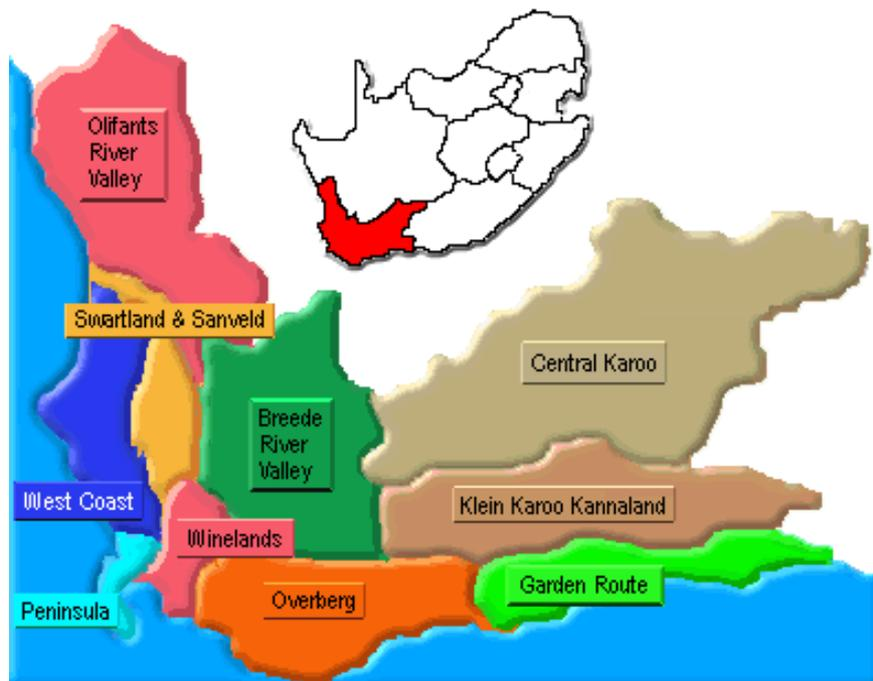 Olifants
River
Valley
Swartland & Sanveld
Central Karoo
Breede
River
Valley
West Coast
Klein Karoo Kannaland
Winelands
Garden Route
Overberg
Peninsula